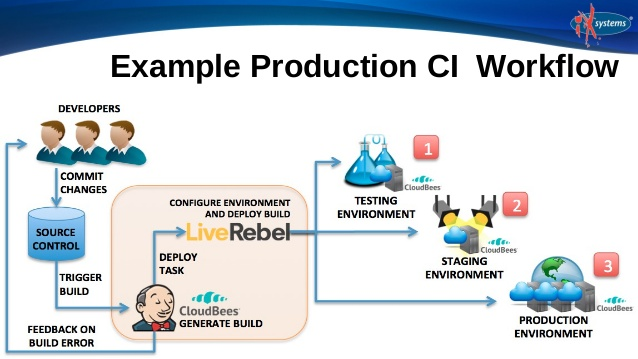 systems
Example Production CI Workflow
DEVELOPERS
COMMIT
CHANGES
SOURCE
CONTROL
TRIGGER
BUILD
FEEDBACK ON
BUILD ERROR
CONFIGURE ENVIRONMENT
AND DEPLOY BUILD
LiveRebel
DEPLOY
TASK
CloudBees
GENERATE BUILD
1
CloudBees
TESTING
ENVIRONMENT
2
CloudBees
STAGING
ENVIRONMENT
3
CloudBees
PRODUCTION
ENVIRONMENT